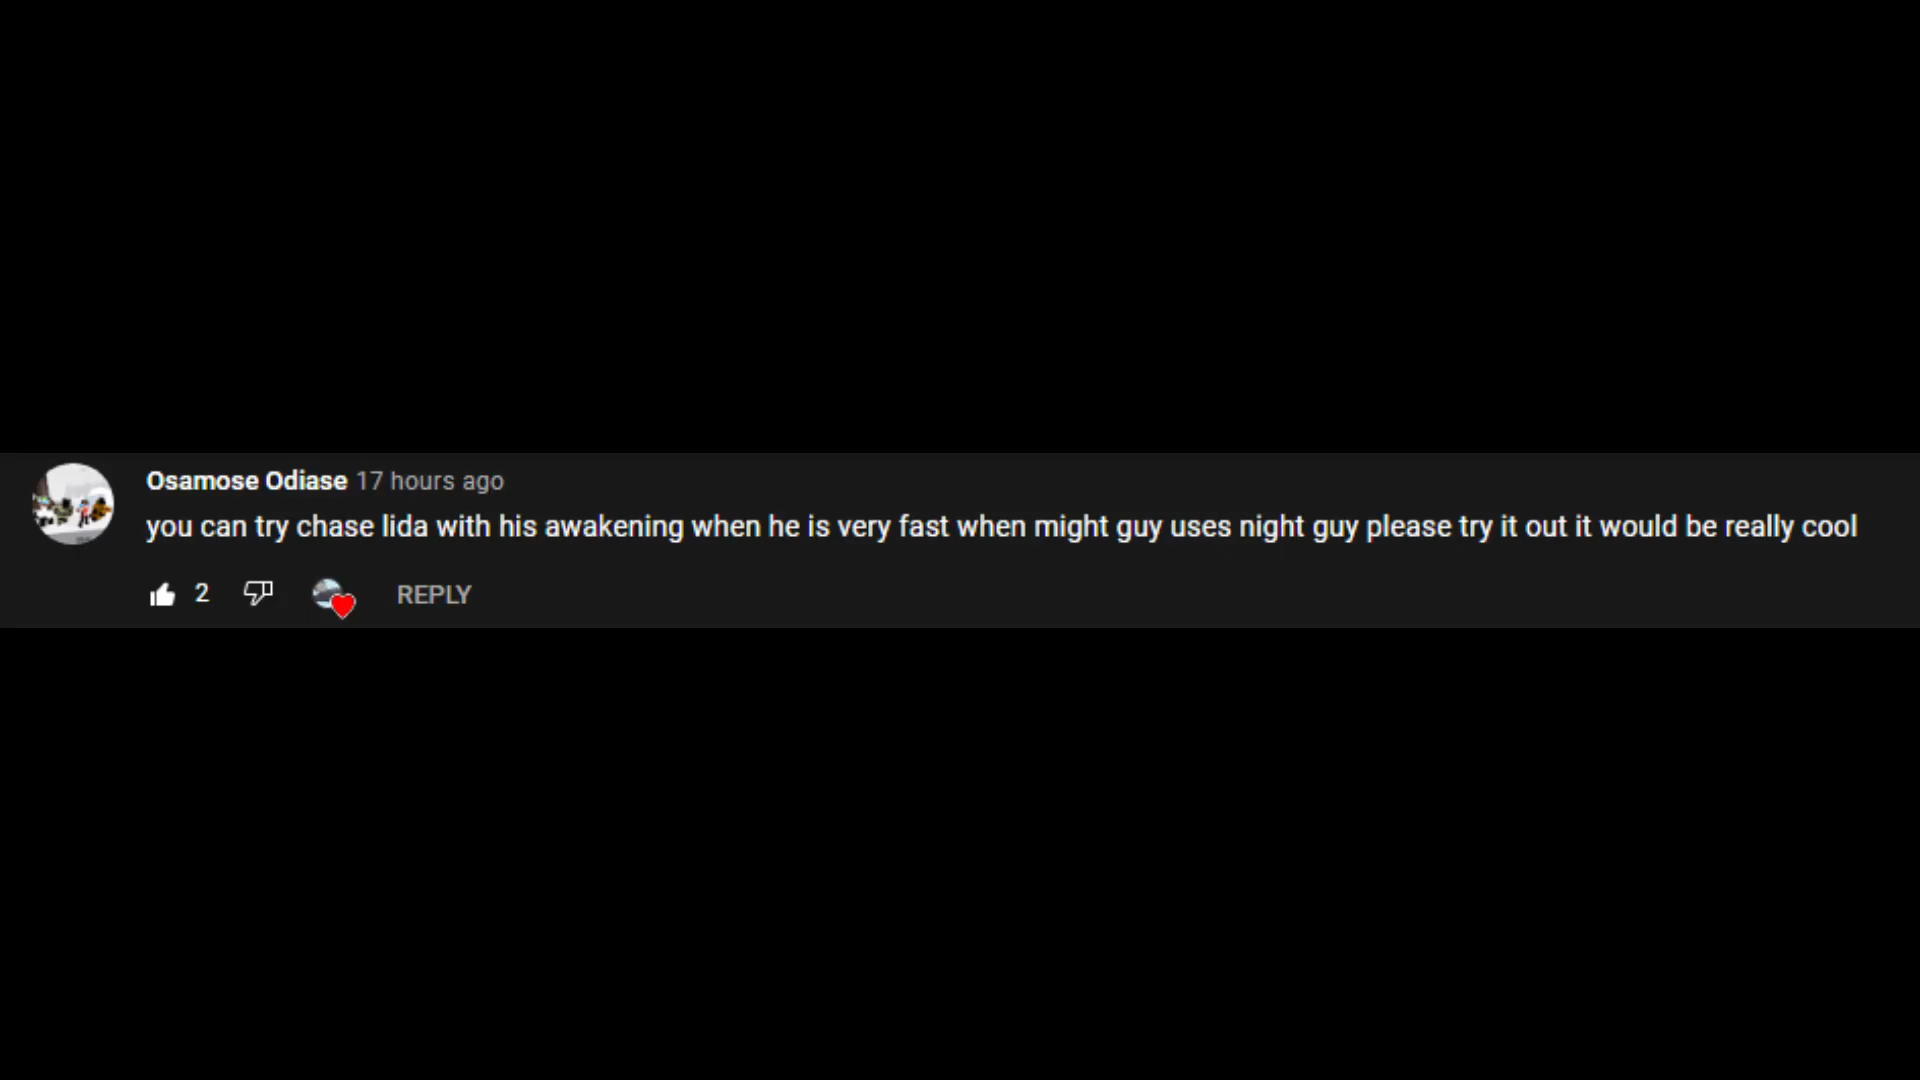 Osamose Odiase 17 hours ago
you can try chase lida with his awakening when he is very fast when might guy uses night guy please try it out it would be really cool
2 REPLY